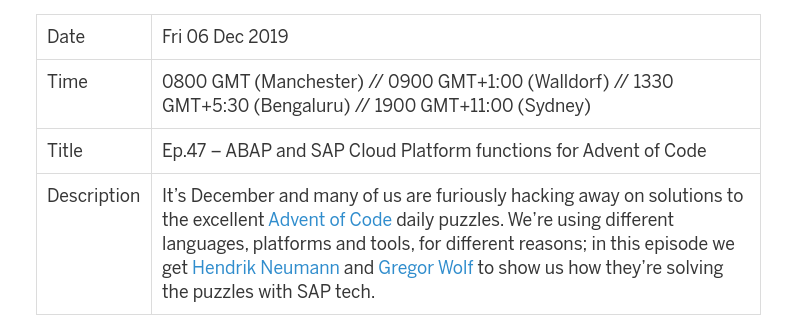 Date Fri 06 Dec 2019
Time 0800 GMT (Manchester) // 0900 GMT+1:00 (Walldorf) // 1330
GMT+5:30 (Bengaluru) // 1900 GMT+11:00 (Sydney)
Title Ep.47 – ABAP and SAP Cloud Platform functions for Advent of Code
Description It’s December and many of us are furiously hacking away on solutions to
the excellent Advent of Code daily puzzles. We’re using different
languages, platforms and tools, for different reasons; in this episode we
get Hendrik Neumann and Gregor Wolf to show us how they’re solving
the puzzles with SAP tech.